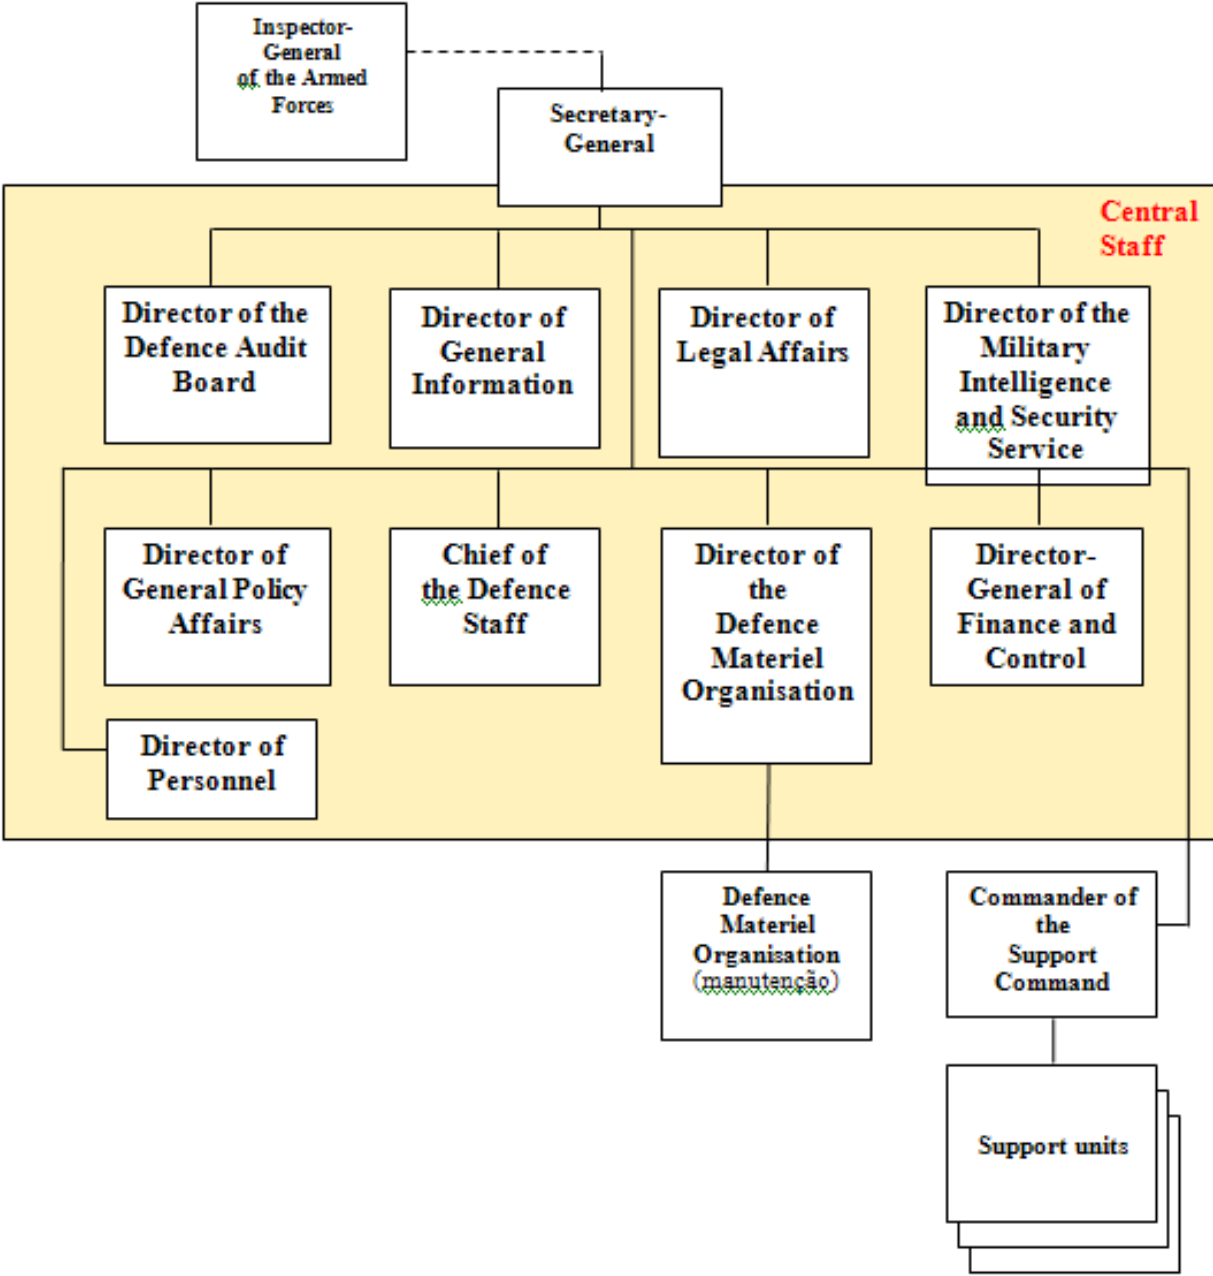 Inspector-
General
of the Armed
Forces
Secretary-
General
Central
Staff
Director of the
Defence Audit
Board
Director of
General
Information
Director of
Legal Affairs
Director of the
Military
Intelligence
and Security
Service
Director of
General Policy
Affairs
Chief of
the Defence
Staff
Director of
the
Defence
Materiel
Organisation
Director-
General of
Finance and
Control
Director of
Personnel
Defence
Materiel
Organisation
(manutenção)
Commander of
the
Support
Command
Support units